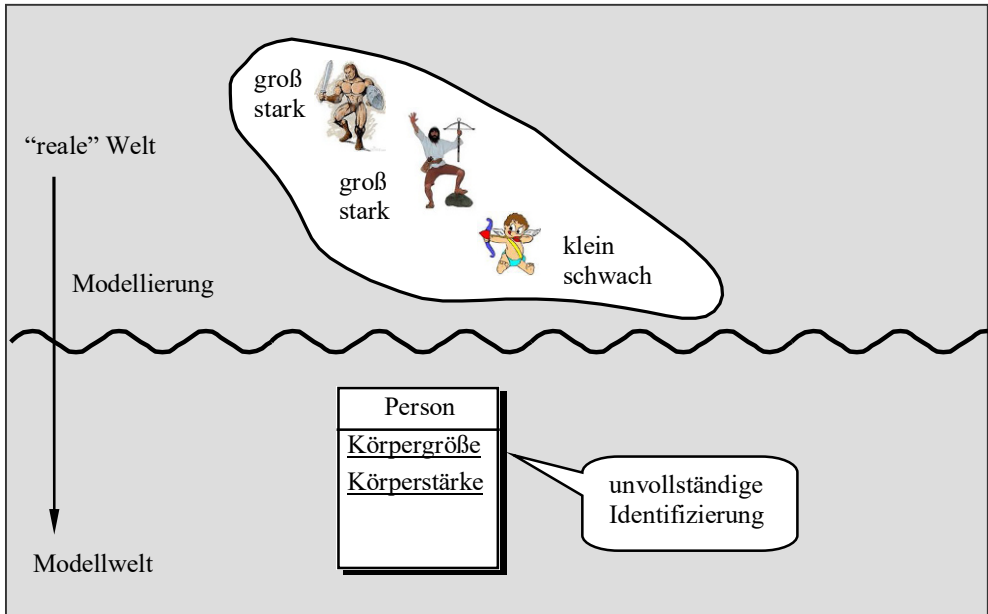 groß
stark
“reale” Welt
groß
stark
klein
schwach
Modellierung
Person
Körpergröße
Körperstärke
unvollständige
Identifizierung
Modellwelt